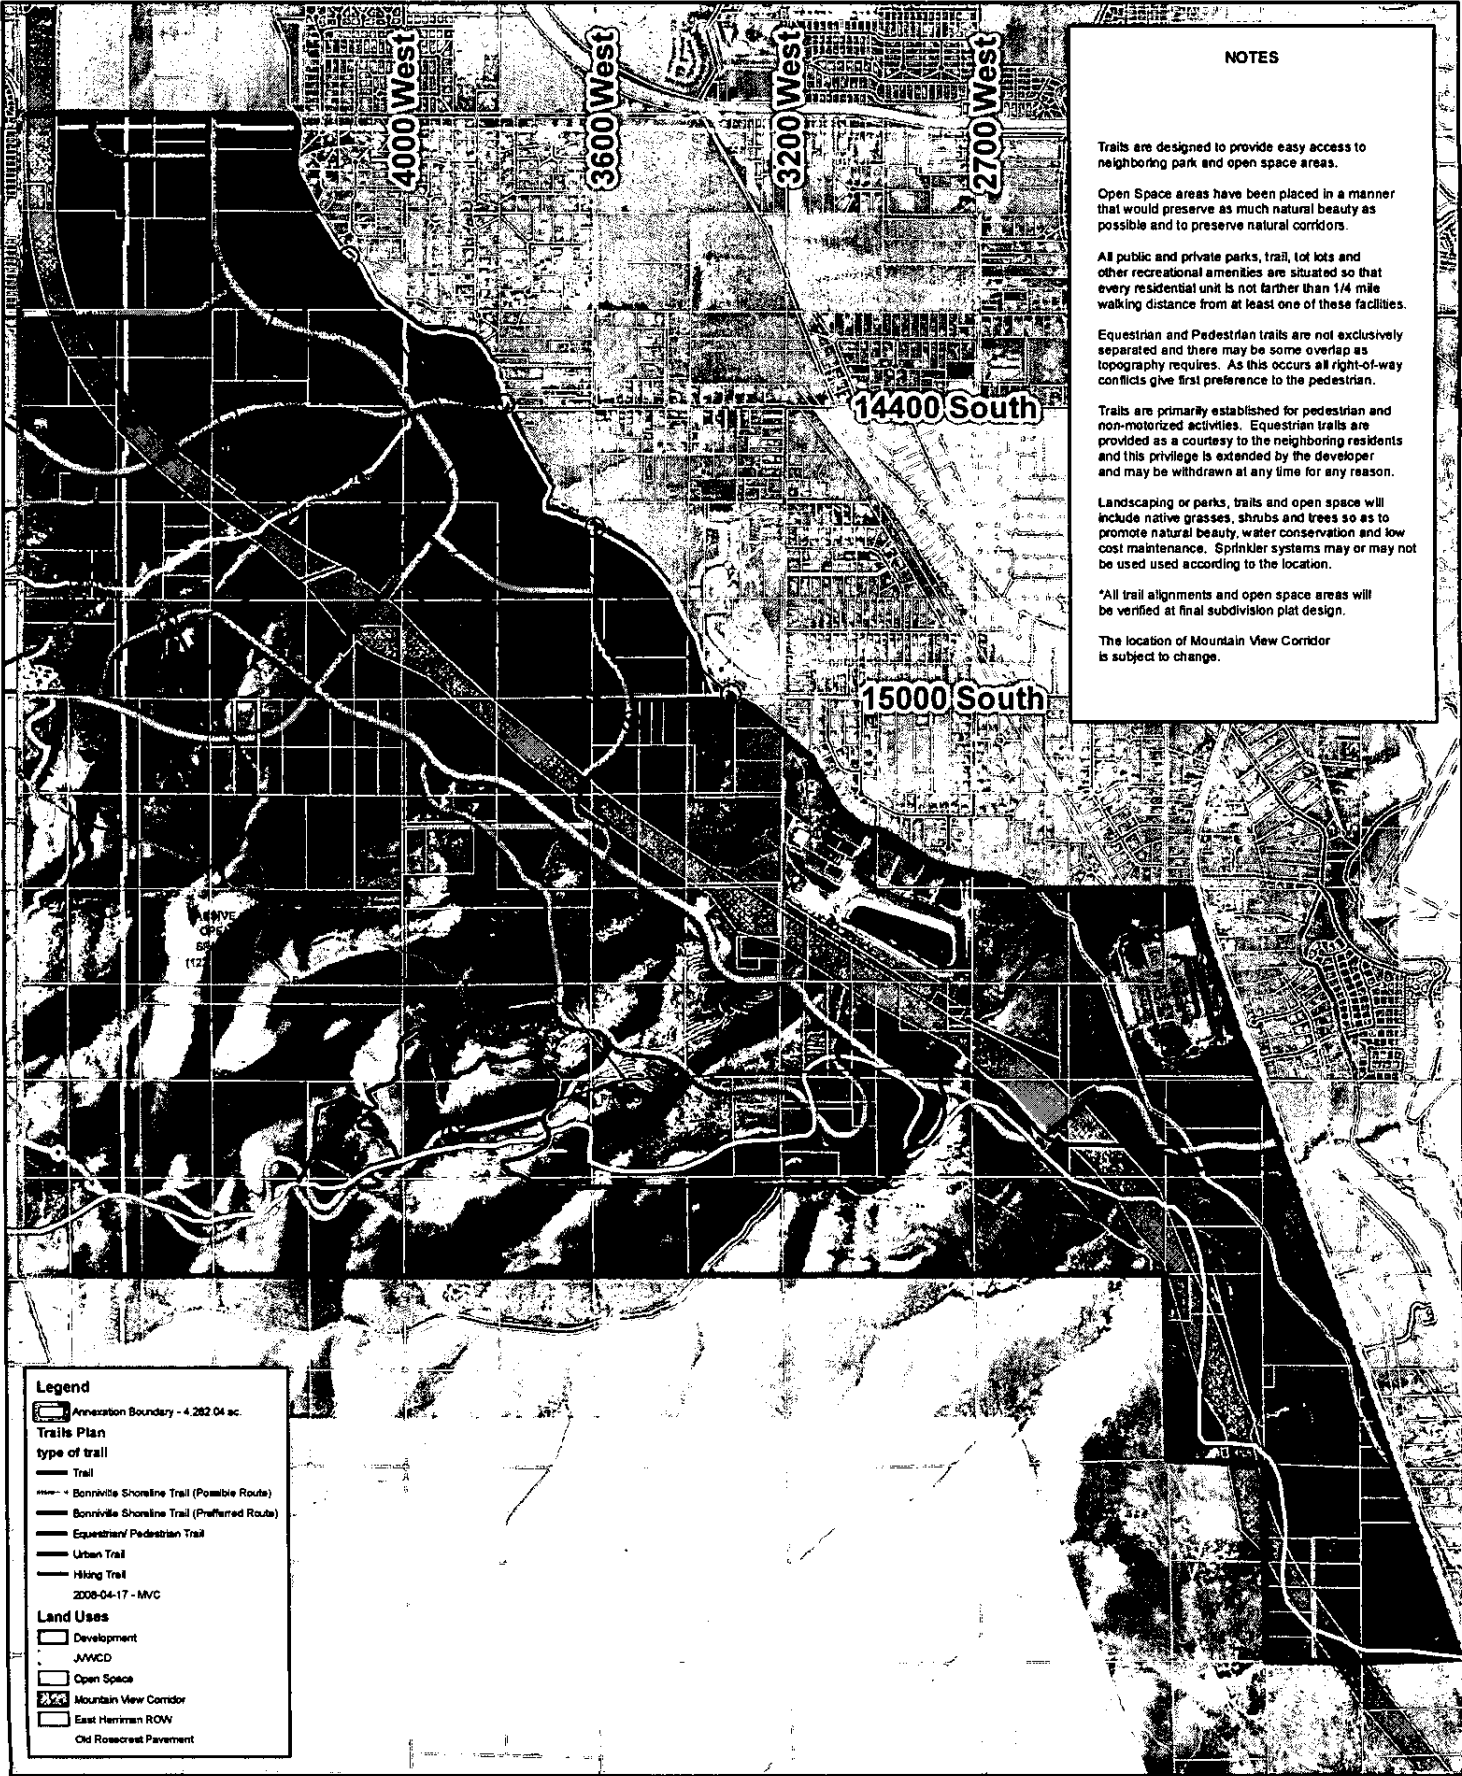 4000 West
3600 West
3200 West
2700 West
NOTES
Trails are designed to provide easy access to
neighboring park and open space areas.
Open Space areas have been placed in a manner
that would preserve as much natural beauty as
possible and to preserve natural corridors.
All public and private parks, trail, tot lots and
other recreational amenities are situated so that
every residential unit is not farther than 1/4 mile
walking distance from at least one of these facilities.
Equestrian and Pedestrian trails are not exclusively
separated and there may be some overlap as
topography requires. As this occurs all right-of-way
conflicts give first preference to the pedestrian.
Trails are primarily established for pedestrian and
non-motorized activities. Equestrian trails are
provided as a courtesy to the neighboring residents
and this privilege is extended by the developer
and may be withdrawn at any time for any reason.
Landscaping or parks, trails and open space will
include native grasses, shrubs and trees so as to
promote natural beauty, water conservation and low
cost maintenance. Sprinkler systems may or may not
be used used according to the location.
*All trail alignments and open space areas will
be verified at final subdivision plat design.
The location of Mountain View Corridor
is subject to change.
14400 South
15000 South
Legend
Annexation Boundary - 4,282.04 ac.
Trails Plan
type of trail
Trail
Bonniville Shoreline Trail (Possible Route)
Bonniville Shoreline Trail (Preffered Route)
Equestrian/ Pedestrian Trail
Urban Trail
Hiking Trail
2008-04-17 - MVC
Land Uses
Development
JVWCD
Open Space
Mountain View Corridor
East Herriman ROW
Old Rosecrest Pavement